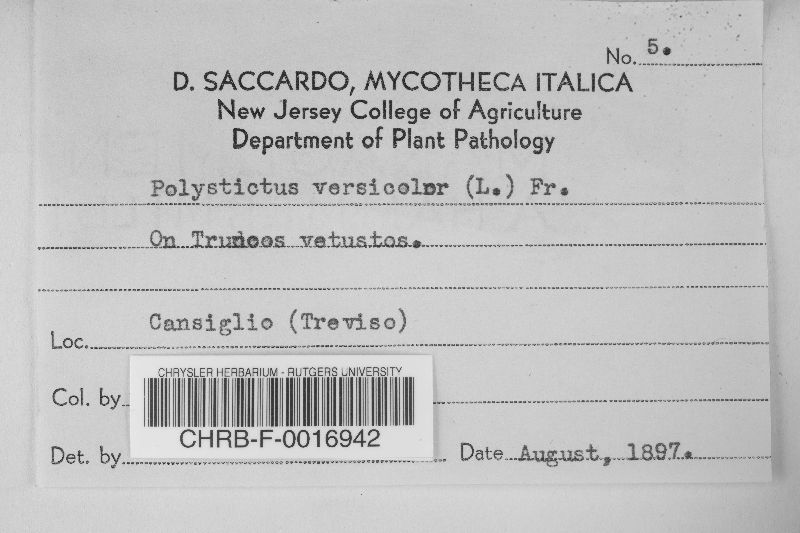 No. 5.
D. SACCARDO, MYCOTHECA ITALICA
New Jersey College of Agriculture
Department of Plant Pathology
Polystictus versicolor (L.) Fr.
On Truncos vetustos.
Loc. Cansiglio (Treviso)
Col. by
CHRYSLER HERBARIUM - RUTGERS UNIVERSITY
CHRB-F-0016942
Det. by
Date August, 1897.